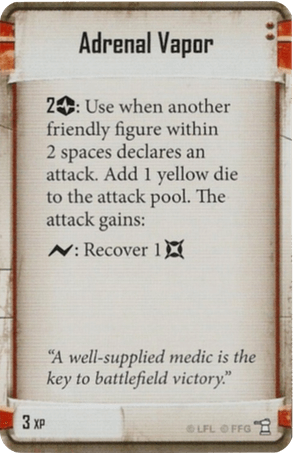 Adrenal Vapor
2: Use when another
friendly figure within
2 spaces declares an
attack. Add 1 yellow die
to the attack pool. The
attack gains:
: Recover 1
“A well-supplied medic is the
key to battlefield victory.”
3 XP
© LFL © FFG